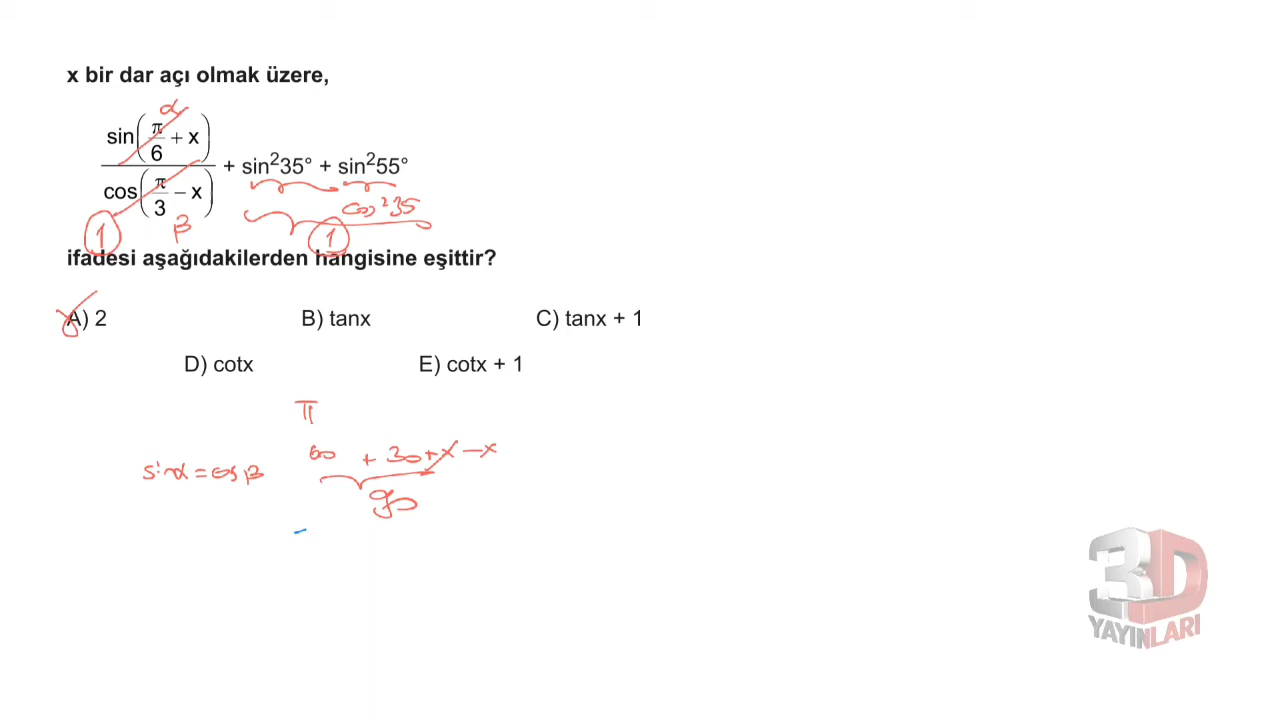 x bir dar açı olmak üzere,
α
sin(π/6 + x)
cos(π/3 − x)
+ sin²35° + sin²55°
cos²35
1
β
1
ifadesi aşağıdakilerden hangisine eşittir?
A) 2 B) tanx C) tanx + 1
D) cotx E) cotx + 1
π
60 + 30 + x − x
sinα = cosβ
90
3D
YAYINLARI